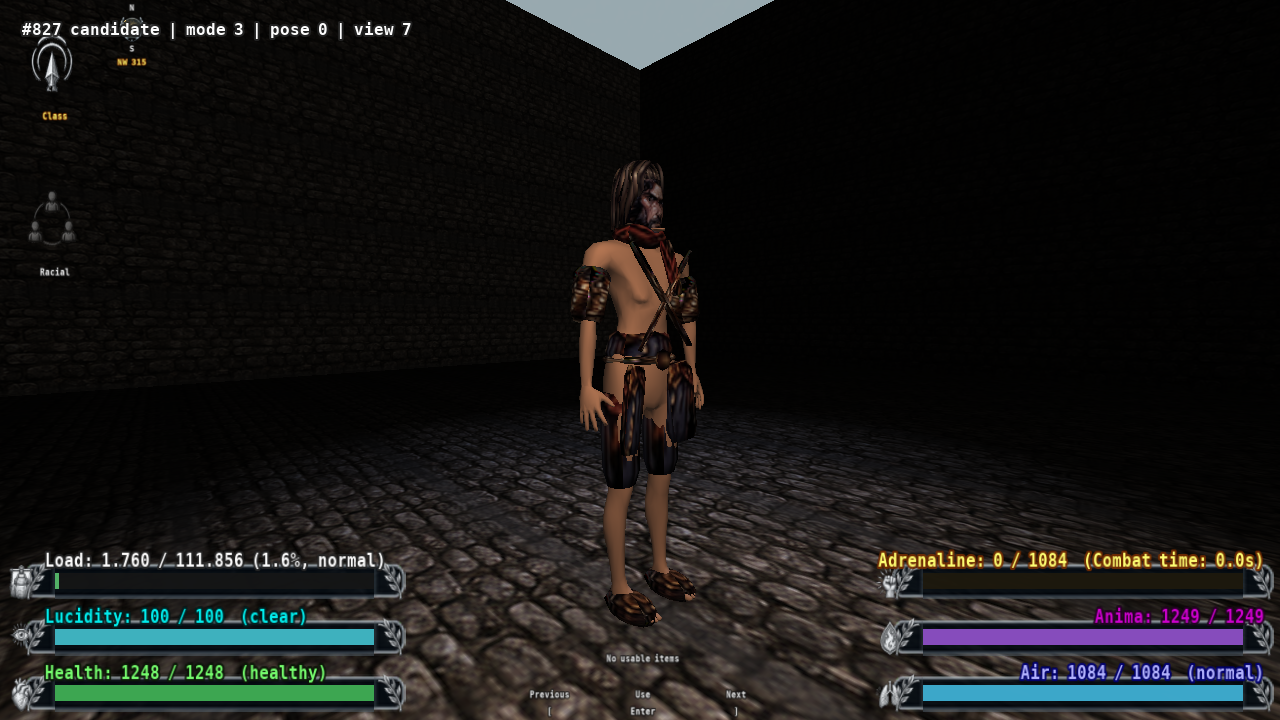 #827 candidate | mode 3 | pose 0 | view 7
N
S
NW 315
Class
Racial
Load: 1.760 / 111.856 (1.6%, normal)
Lucidity: 100 / 100 (clear)
Health: 1248 / 1248 (healthy)
Adrenaline: 0 / 1084 (Combat time: 0.0s)
Anima: 1249 / 1249
Air: 1084 / 1084 (normal)
No usable items
Previous Use Next
[ Enter ]